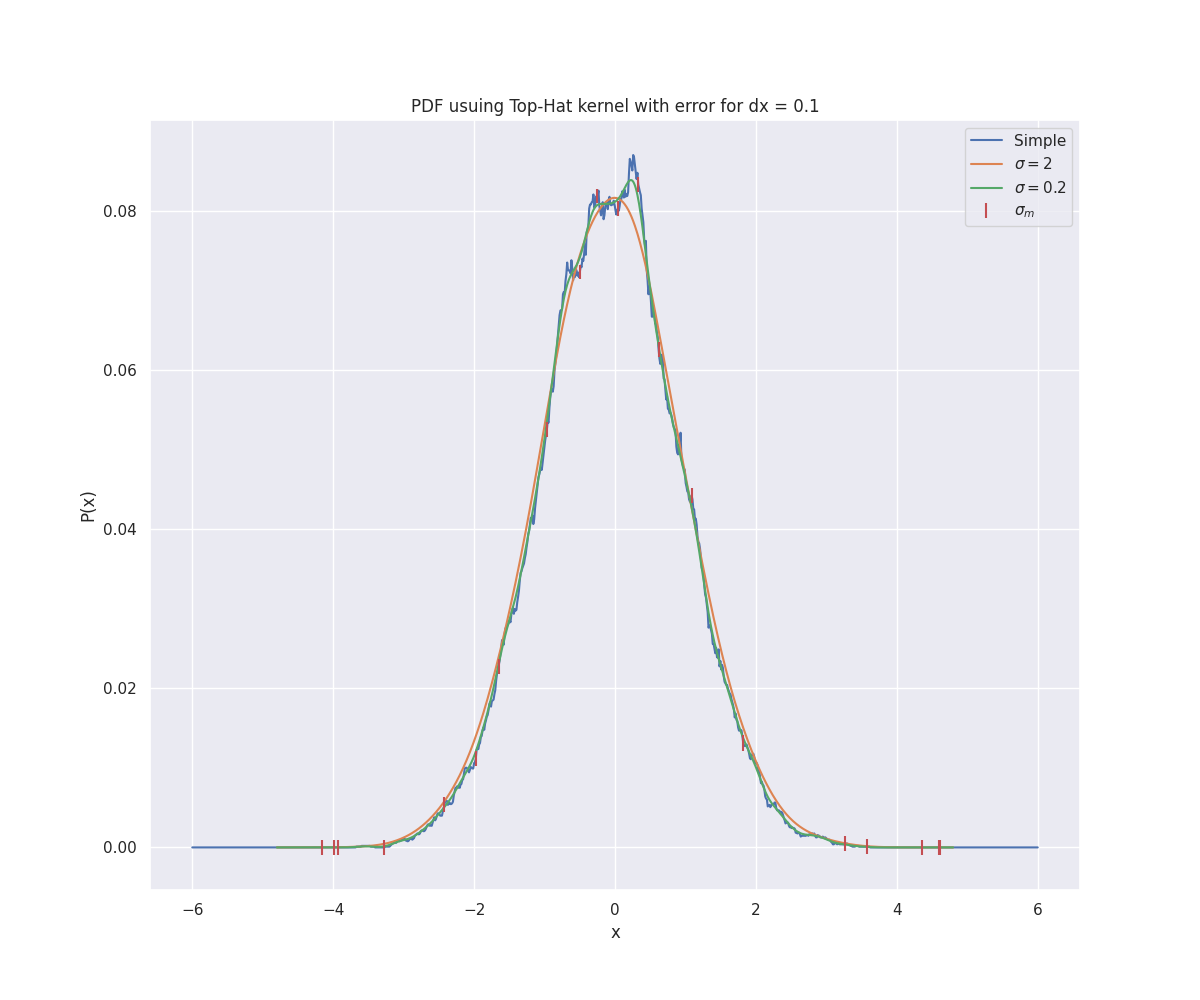 PDF usuing Top-Hat kernel with error for dx = 0.1
Simple
σ = 2
σ = 0.2
σₘ
P(x)
0.08
0.06
0.04
0.02
0.00
−6
−4
−2
0
2
4
6
x